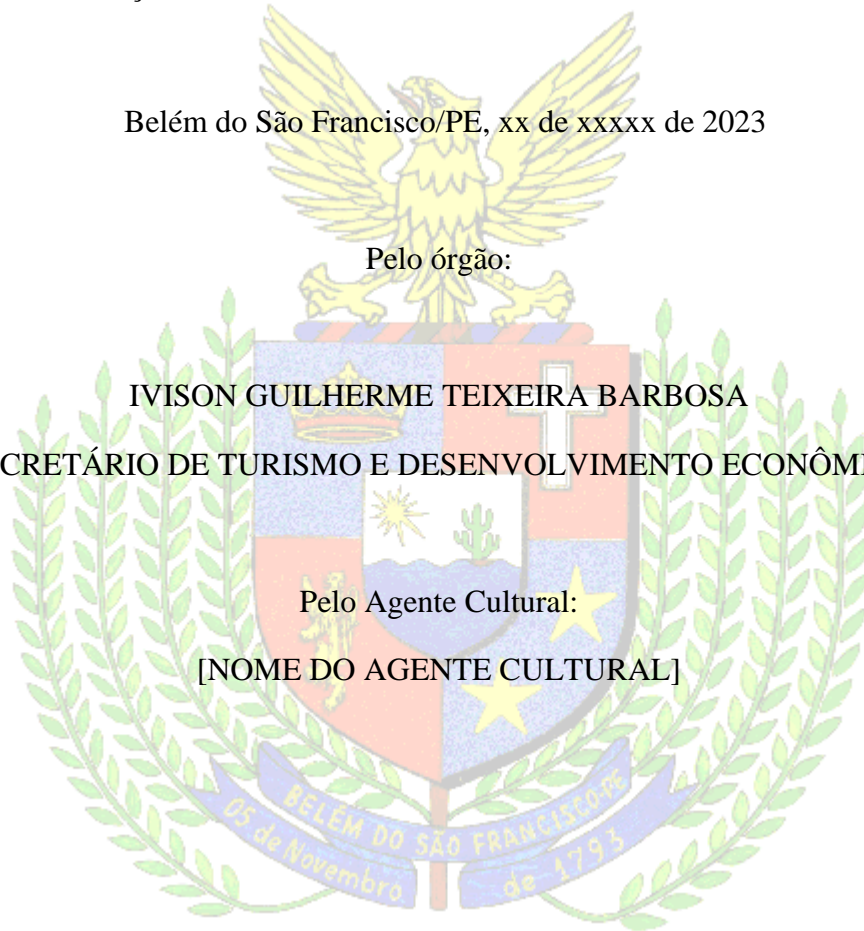 Belém do São Francisco/PE, xx de xxxxx de 2023
Pelo órgão:
IVISON GUILHERME TEIXEIRA BARBOSA
CRETÁRIO DE TURISMO E DESENVOLVIMENTO ECONÔM
Pelo Agente Cultural:
[NOME DO AGENTE CULTURAL]
BELÉM DO SÃO FRANCISCO-PE
05 de Novembro de 1793